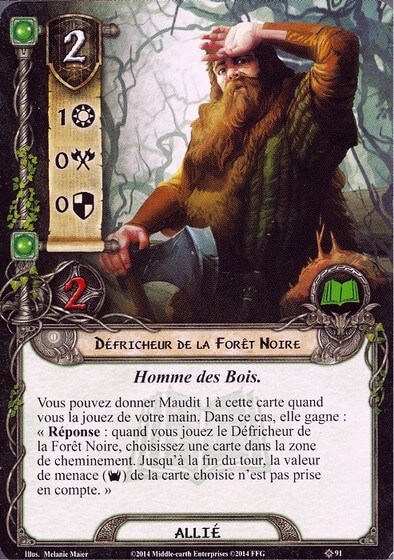 2
1
0
0
2
Défricheur de la Forêt Noire
Homme des Bois.
Vous pouvez donner Maudit 1 à cette carte quand
vous la jouez de votre main. Dans ce cas, elle gagne :
« Réponse : quand vous jouez le Défricheur de
la Forêt Noire, choisissez une carte dans la zone
de cheminement. Jusqu'à la fin du tour, la valeur
de menace ( ) de la carte choisie n'est pas prise
en compte. »
ALLIÉ
Illus. Melanie Maier ©2014 Middle-earth Enterprises ©2014 FFG 91